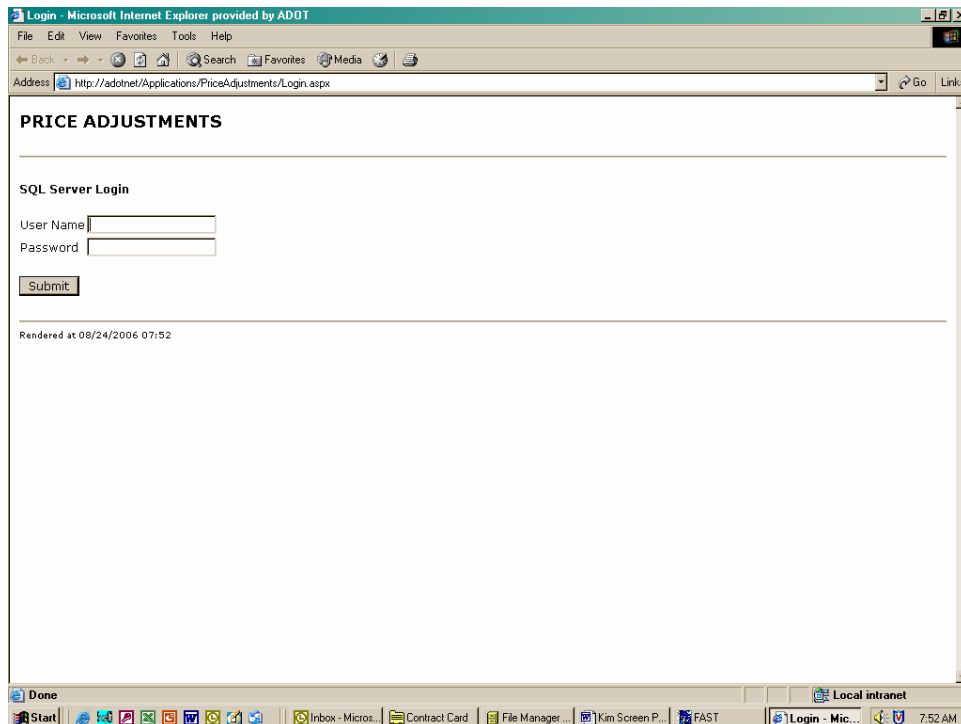 Login - Microsoft Internet Explorer provided by ADOT
File Edit View Favorites Tools Help
Back Search Favorites Media
Address http://adotnet/Applications/PriceAdjustments/Login.aspx Go Link
PRICE ADJUSTMENTS
SQL Server Login
User Name
Password
Submit
Rendered at 08/24/2006 07:52
Done Local intranet
Start Inbox - Micros... Contract Card File Manager ... Kim Screen P... FAST Login - Mic... 7:52 AM